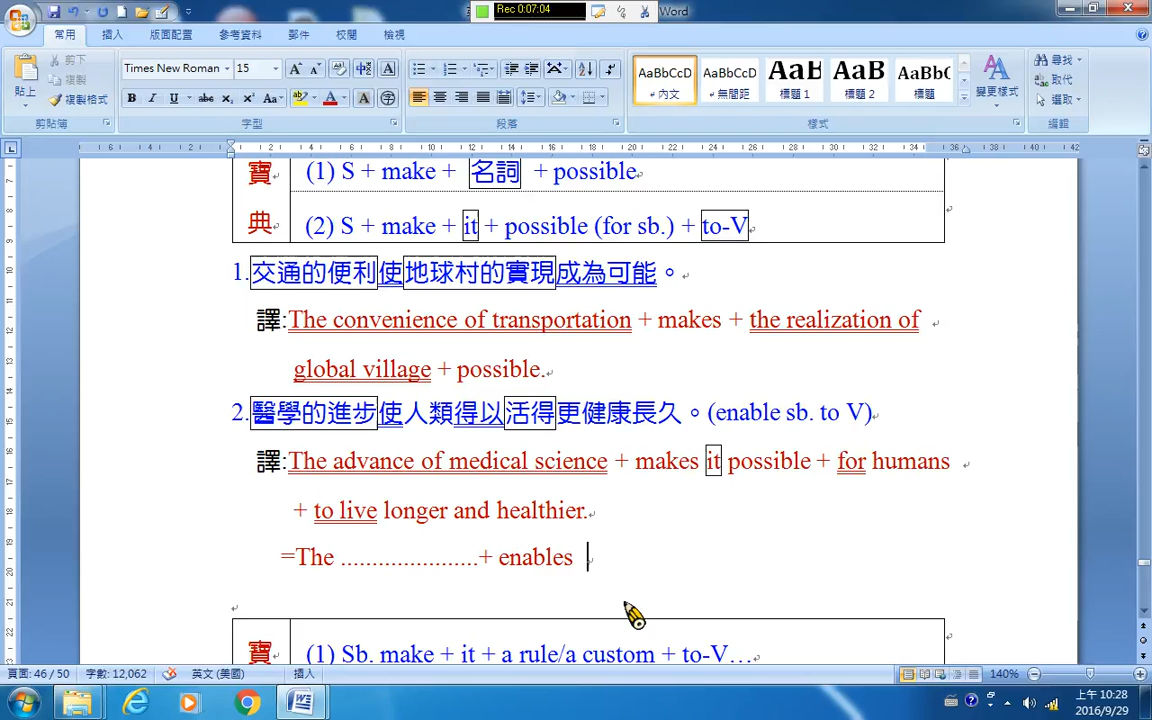 Rec 0:07:04
Word
常用 插入 版面配置 參考資料 郵件 校閱 檢視
貼上
剪下
複製
複製格式
Times New Roman 15
AaBbCcD AaBbCcD AaB AaB AaBbC
內文 無間距 標題 1 標題 2 標題
變更樣式
尋找
取代
選取
剪貼簿 字型 段落 樣式 編輯
寶 (1) S + make + 名詞 + possible
典 (2) S + make + it + possible (for sb.) + to-V
1.交通的便利使地球村的實現成為可能。
譯:The convenience of transportation + makes + the realization of
global village + possible.
2.醫學的進步使人類得以活得更健康長久。(enable sb. to V)
譯:The advance of medical science + makes it possible + for humans
+ to live longer and healthier.
=The ......................+ enables
寶 (1) Sb. make + it + a rule/a custom + to-V…
頁面: 46 / 50 字數: 12,062 英文 (美國) 插入 140%
上午 10:28
2016/9/29